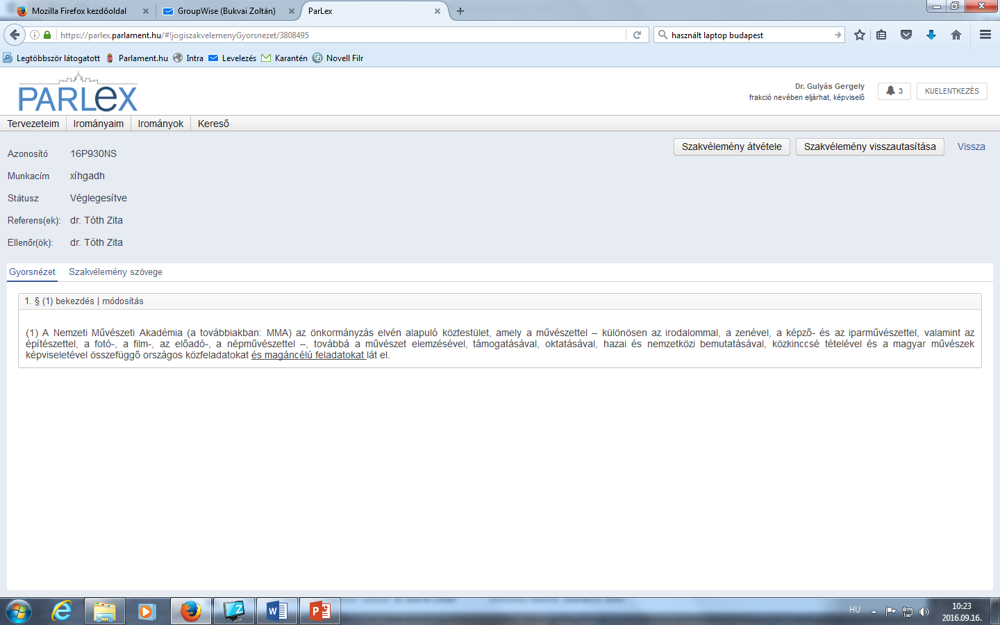 Mozilla Firefox kezdőoldal
GroupWise (Bukvai Zoltán)
ParLex
https://parlex.parlament.hu/#!jogiszakvelemenyGyorsnezet/3808495
használt laptop budapest
Legtöbbször látogatott
Parlament.hu
Intra
Levelezés
Karantén
Novell Filr
PARLEX
Dr. Gulyás Gergely
frakció nevében eljárhat, képviselő
3
KIJELENTKEZÉS
Tervezeteim
Irományaim
Irományok
Kereső
Szakvélemény átvétele
Szakvélemény visszautasítása
Vissza
Azonosító 16P930NS
Munkacím xíhgadh
Státusz Véglegesítve
Referens(ek): dr. Tóth Zita
Ellenőr(ök): dr. Tóth Zita
Gyorsnézet
Szakvélemény szövege
1. § (1) bekezdés | módosítás
(1) A Nemzeti Művészeti Akadémia (a továbbiakban: MMA) az önkormányzás elvén alapuló köztestület, amely a művészettel – különösen az irodalommal, a zenével, a képző- és az iparművészettel, valamint az
építészettel, a fotó-, a film-, az előadó-, a népművészettel –, továbbá a művészet elemzésével, támogatásával, oktatásával, hazai és nemzetközi bemutatásával, közkinccsé tételével és a magyar művészek
képviseletével összefüggő országos közfeladatokat és magáncélú feladatokat lát el.
HU
10:23
2016.09.16.